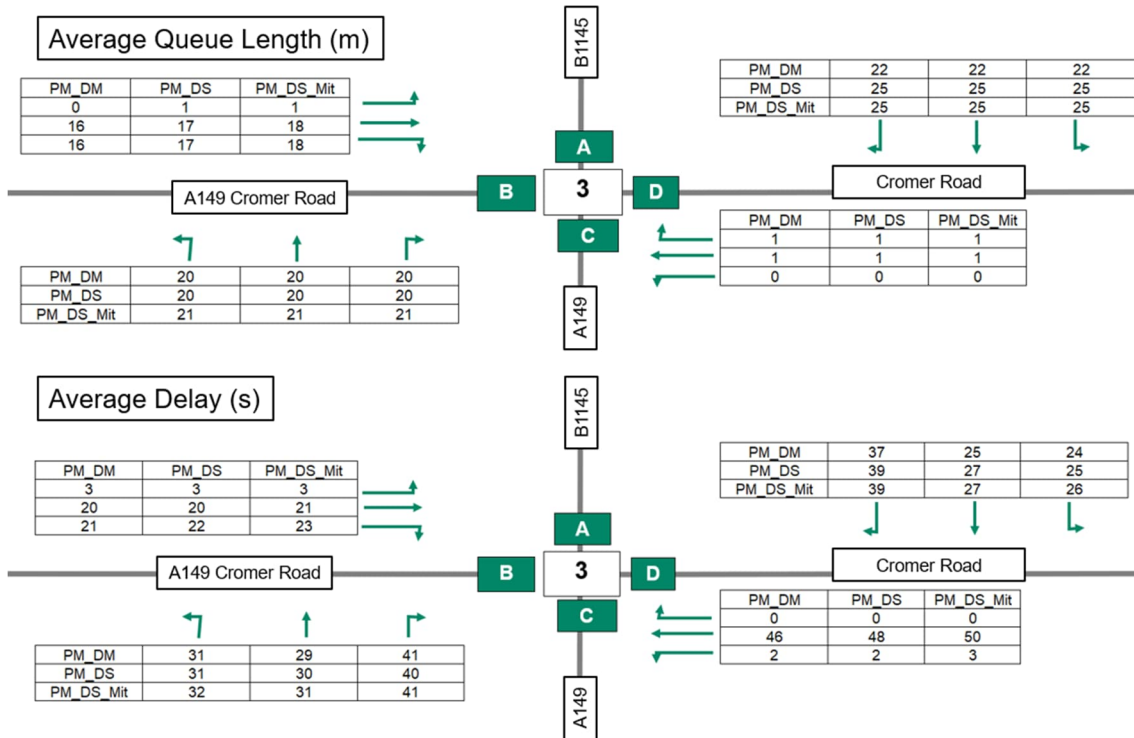 Average Queue Length (m)
B1145
PM_DM PM_DS PM_DS_Mit
0 1 1
16 17 18
16 17 18
PM_DM 22 22 22
PM_DS 25 25 25
PM_DS_Mit 25 25 25
A
B 3 D
C
A149 Cromer Road
Cromer Road
PM_DM 20 20 20
PM_DS 20 20 20
PM_DS_Mit 21 21 21
PM_DM PM_DS PM_DS_Mit
1 1 1
1 1 1
0 0 0
A149
Average Delay (s)
B1145
PM_DM PM_DS PM_DS_Mit
3 3 3
20 20 21
21 22 23
PM_DM 37 25 24
PM_DS 39 27 25
PM_DS_Mit 39 27 26
A
B 3 D
C
A149 Cromer Road
Cromer Road
PM_DM 31 29 41
PM_DS 31 30 40
PM_DS_Mit 32 31 41
PM_DM PM_DS PM_DS_Mit
0 0 0
46 48 50
2 2 3
A149